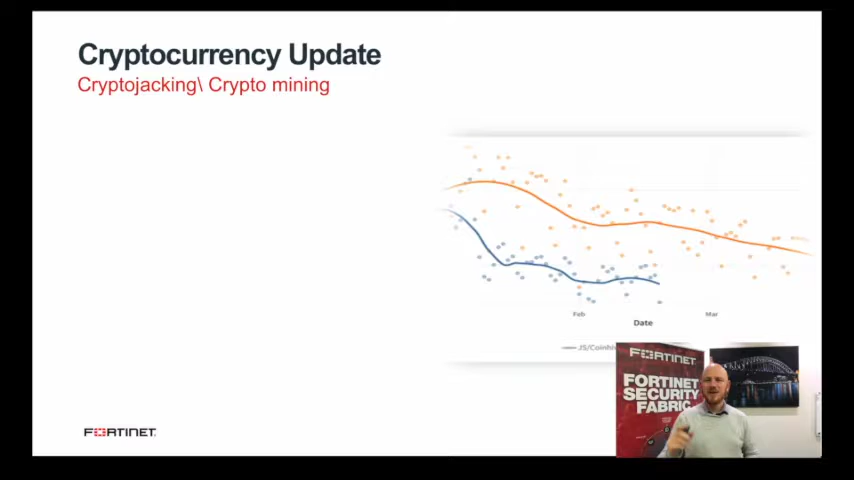 Cryptocurrency Update
Cryptojacking\ Crypto mining
Feb
Mar
Date
FORTINET
FORTINET
SECURITY
FABRIC
FORTINET